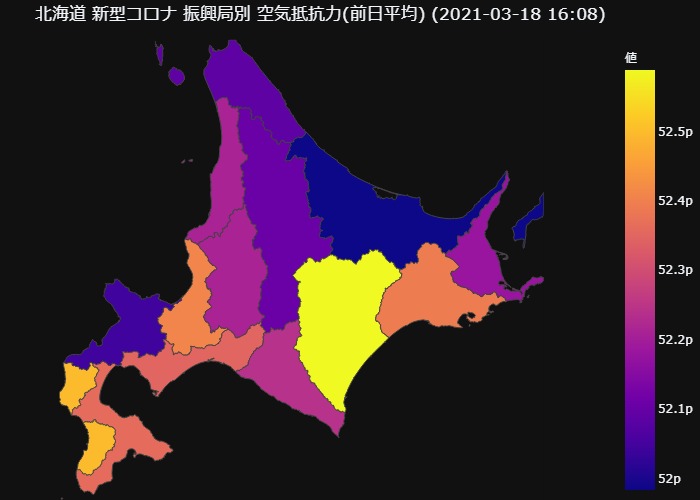 北海道 新型コロナ 振興局別 空気抵抗力(前日平均) (2021-03-18 16:08)
値
52.5p
52.4p
52.3p
52.2p
52.1p
52p